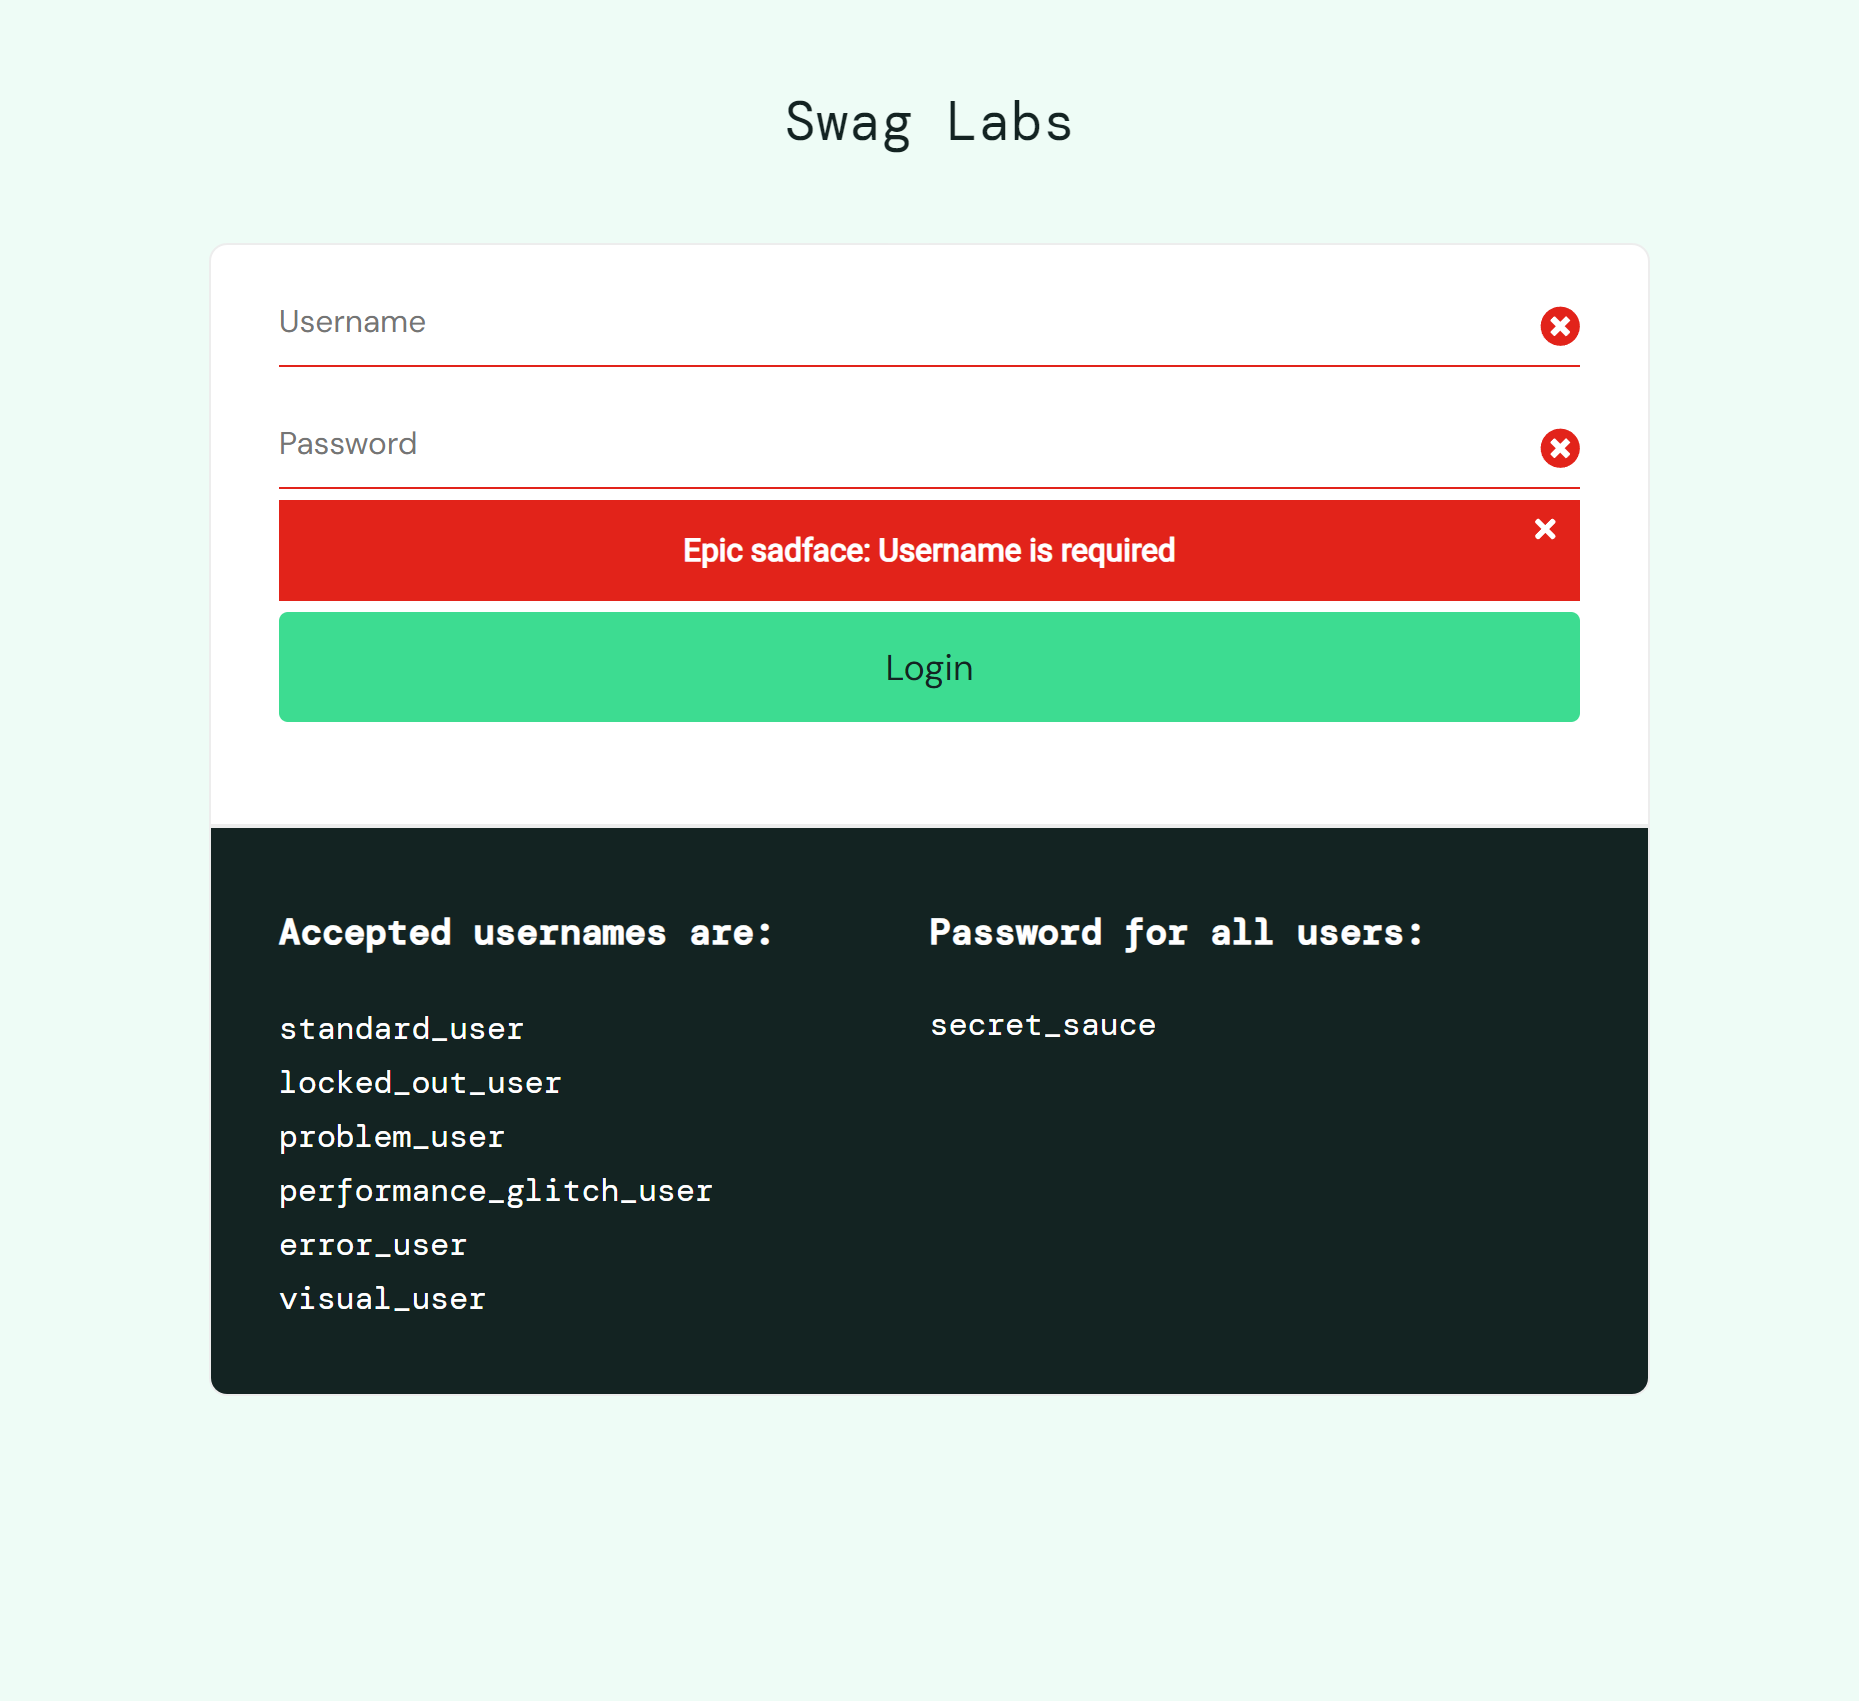 Swag Labs
Username
Password
Epic sadface: Username is required
Login
Accepted usernames are:
standard_user
locked_out_user
problem_user
performance_glitch_user
error_user
visual_user
Password for all users:
secret_sauce